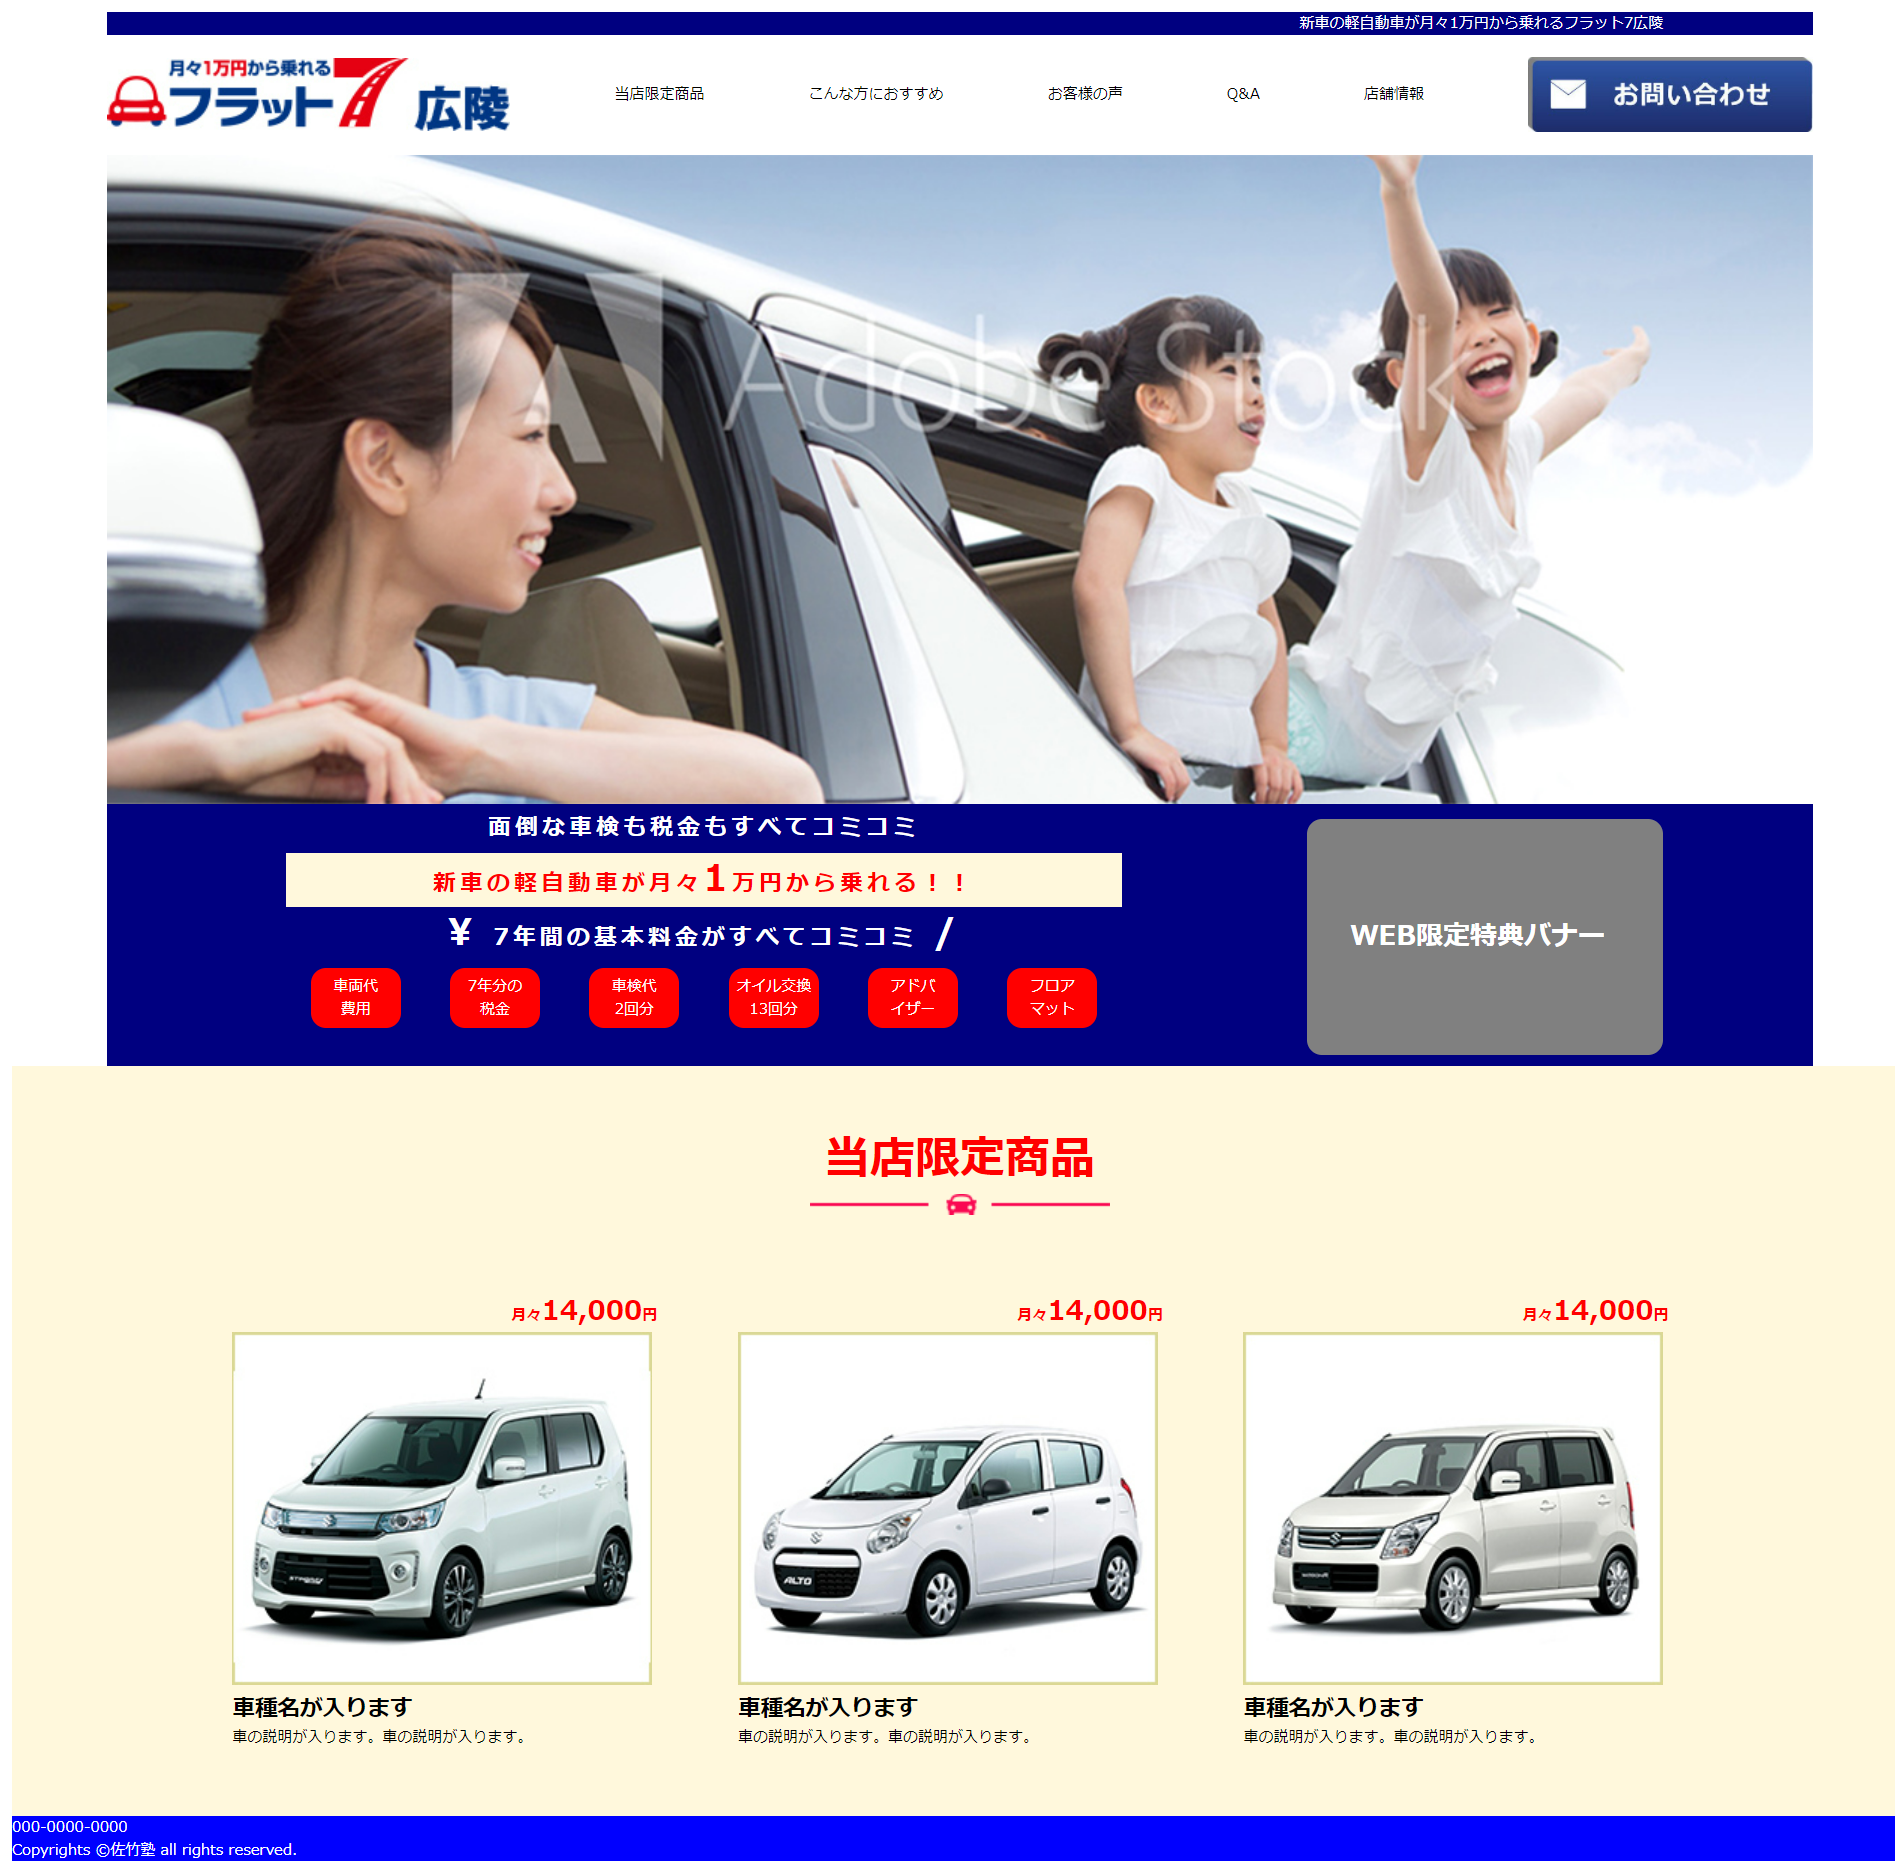 新車の軽自動車が月々1万円から乗れるフラット7広陵
月々1万円から乗れる
フラット7 広陵
当店限定商品
こんな方におすすめ
お客様の声
Q&A
店舗情報
お問い合わせ
Adobe Stock
面倒な車検も税金もすべてコミコミ
新車の軽自動車が月々1万円から乗れる！！
¥ 7年間の基本料金がすべてコミコミ /
車両代
費用
7年分の
税金
車検代
2回分
オイル交換
13回分
アドバ
イザー
フロア
マット
WEB限定特典バナー
当店限定商品
月々14,000円
月々14,000円
月々14,000円
ALTO
車種名が入ります
車の説明が入ります。車の説明が入ります。
車種名が入ります
車の説明が入ります。車の説明が入ります。
車種名が入ります
車の説明が入ります。車の説明が入ります。
000-0000-0000
Copyrights ©佐竹塾 all rights reserved.